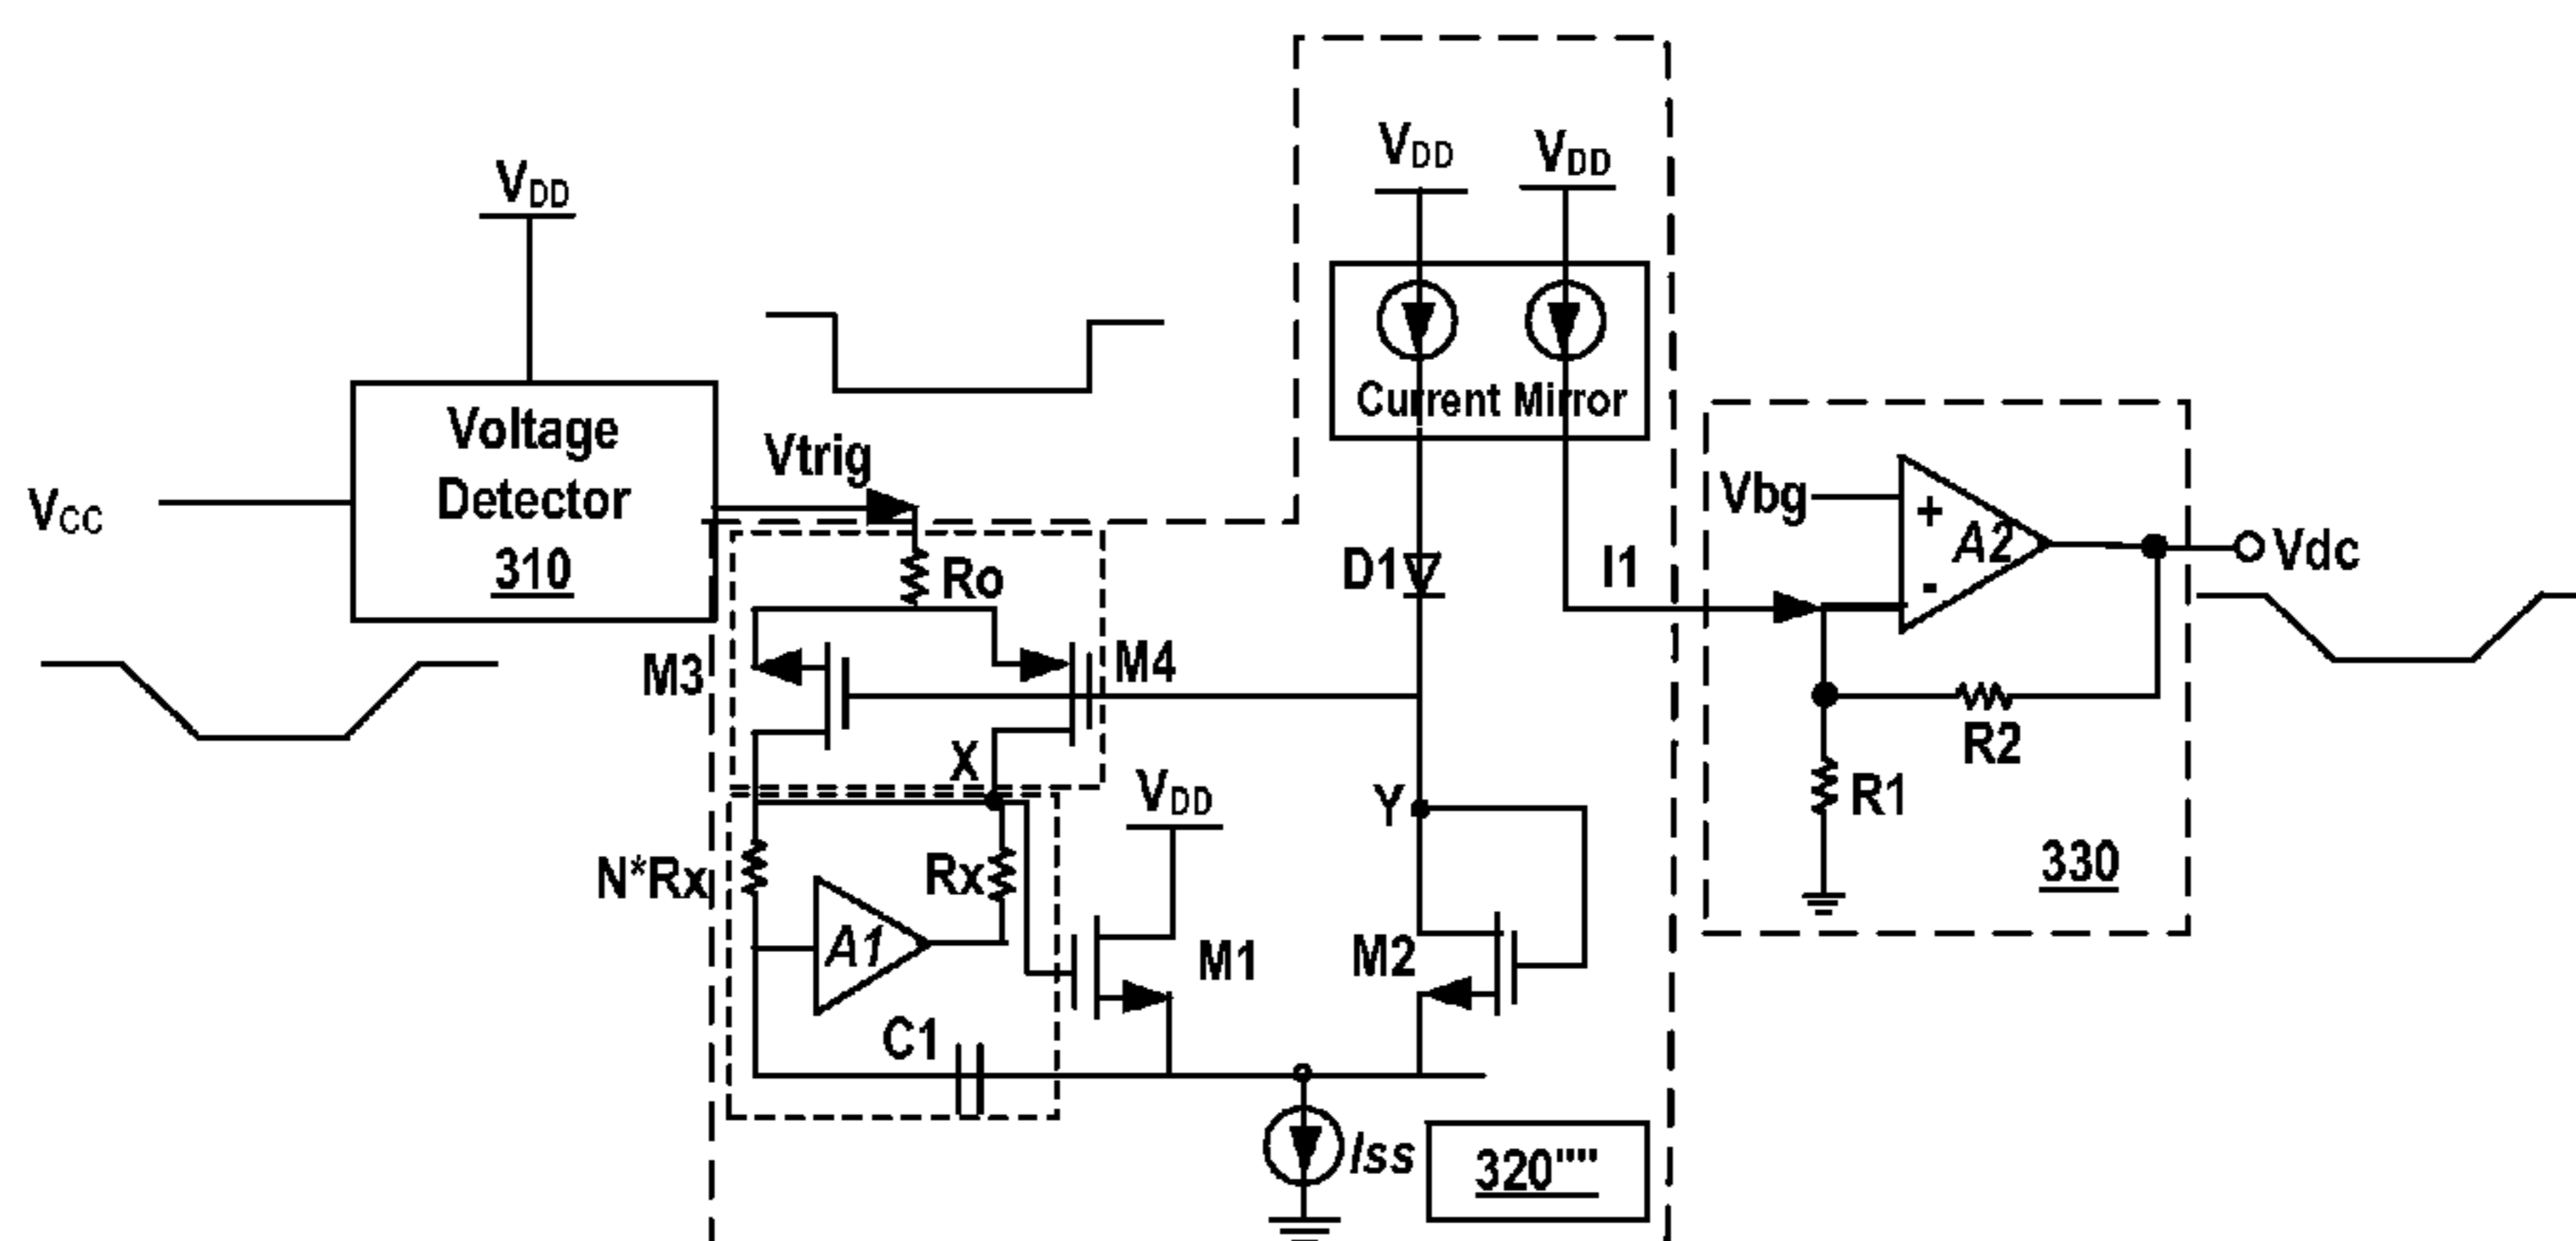 VDD
VDD
VDD
Current Mirror
Voltage
Detector
310
Vtrig
VCC
Vbg
+
A2
-
Vdc
D1
I1
Ro
M3
M4
R2
X
VDD
Y
R1
330
N*Rx
Rx
A1
M1
M2
C1
Iss
320""